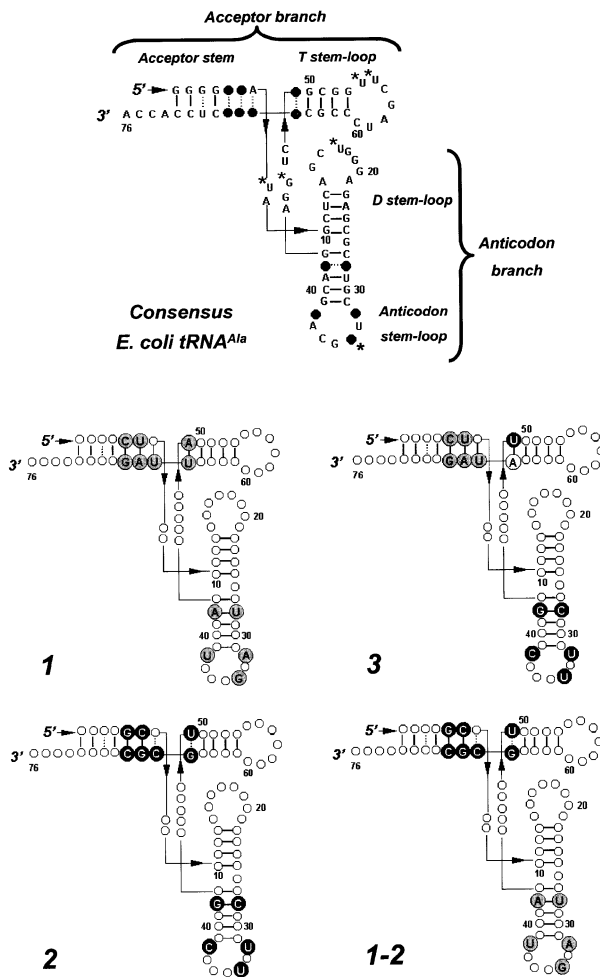 Acceptor branch
Acceptor stem T stem-loop
5' G G G G A G C G G * U * U C G A
3' A C C A C C U C C G C C C U A
76 50 60
C U * G G A A
* U A
C * U G G G A
20
G C U C A G A G A G C G C
D stem-loop
10
G
Anticodon branch
A C G U G C
40 30
Consensus
E. coli tRNAAla
Anticodon
stem-loop
A C G U *
5' C U A 50
3' G A U U
76 60
20
10
A U
40 30
U A
G
1
5' C U U 50
3' G A U A
76 60
20
10
G C
40 30
C U
U
3
5' G C U 50
3' C G C G
76 60
20
10
G C
40 30
C U
U
2
5' G C U 50
3' C G C G
76 60
20
10
A U
40 30
U A
G
1-2